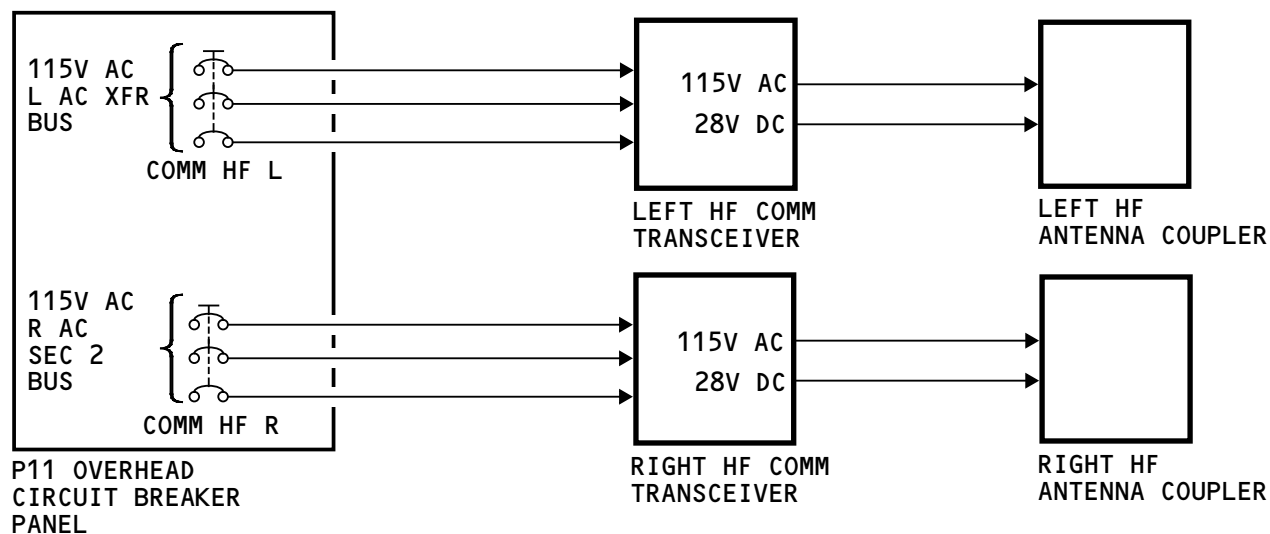 115V AC
L AC XFR
BUS
COMM HF L
115V AC
28V DC
LEFT HF COMM
TRANSCEIVER
LEFT HF
ANTENNA COUPLER
115V AC
R AC
SEC 2
BUS
COMM HF R
115V AC
28V DC
RIGHT HF COMM
TRANSCEIVER
RIGHT HF
ANTENNA COUPLER
P11 OVERHEAD
CIRCUIT BREAKER
PANEL